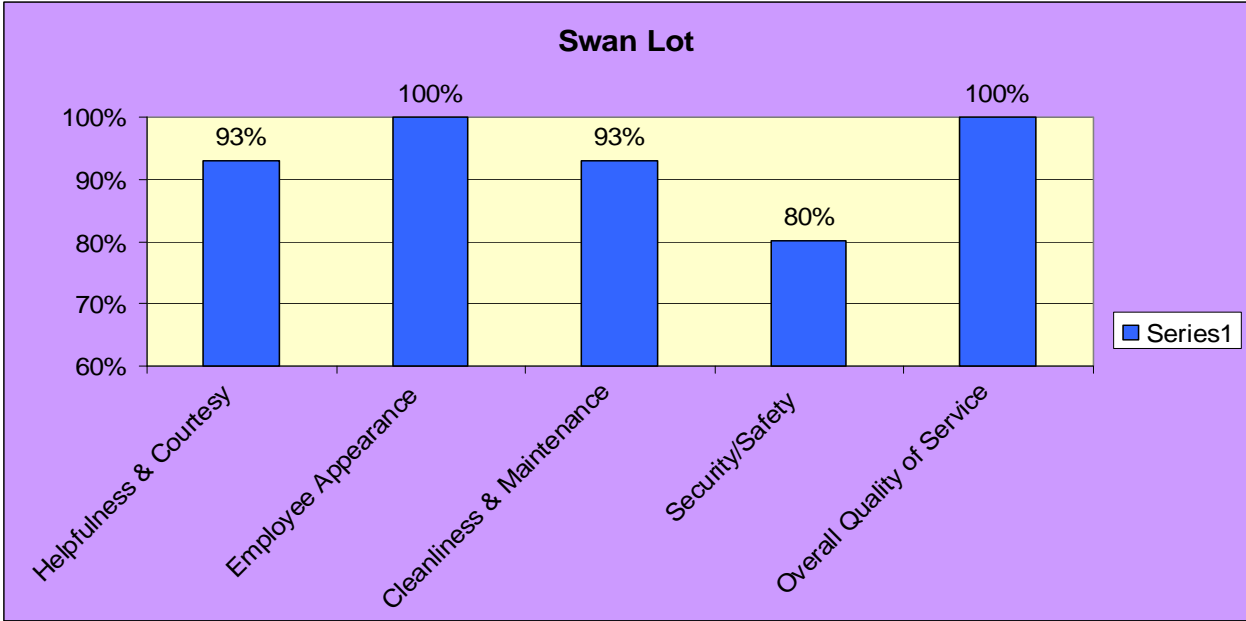 Swan Lot
93%
100%
93%
80%
100%
100%
90%
80%
70%
60%
Helpfulness & Courtesy
Employee Appearance
Cleanliness & Maintenance
Security/Safety
Overall Quality of Service
Series1